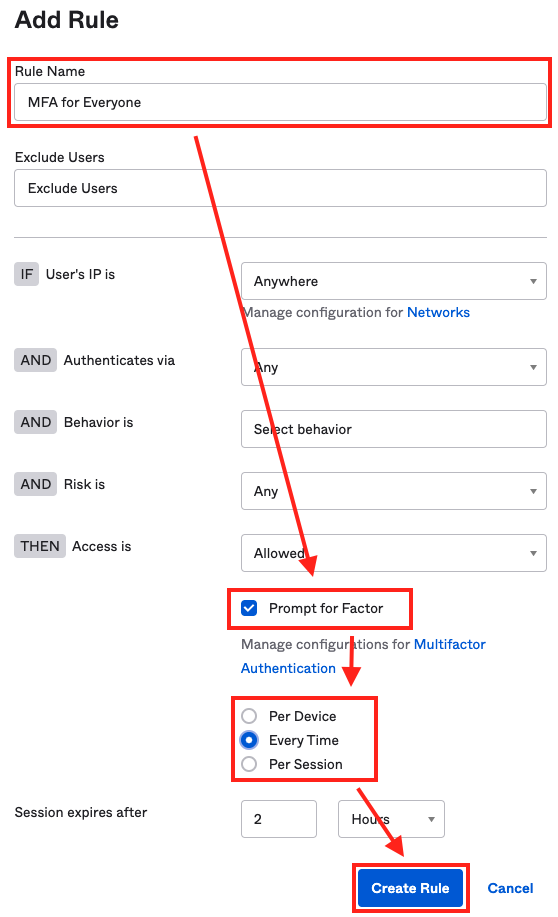 Add Rule
Rule Name
MFA for Everyone
Exclude Users
Exclude Users
IF User's IP is Anywhere
Manage configuration for Networks
AND Authenticates via Any
AND Behavior is Select behavior
AND Risk is Any
THEN Access is Allowed
Prompt for Factor
Manage configurations for Multifactor
Authentication
Per Device
Every Time
Per Session
Session expires after 2 Hours
Create Rule Cancel